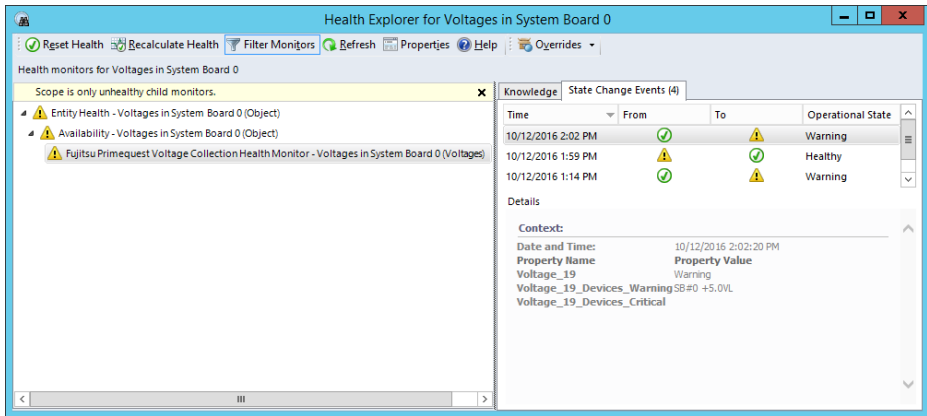 Health Explorer for Voltages in System Board 0
Reset Health Recalculate Health Filter Monitors Refresh Properties Help Overrides
Health monitors for Voltages in System Board 0
Scope is only unhealthy child monitors.
Entity Health - Voltages in System Board 0 (Object)
Availability - Voltages in System Board 0 (Object)
Fujitsu Primequest Voltage Collection Health Monitor - Voltages in System Board 0 (Voltages)
Knowledge State Change Events (4)
Time From To Operational State
10/12/2016 2:02 PM Warning
10/12/2016 1:59 PM Healthy
10/12/2016 1:14 PM Warning
Details
Context:
Date and Time: 10/12/2016 2:02:20 PM
Property Name Property Value
Voltage_19 Warning
Voltage_19_Devices_Warning SB#0 +5.0VL
Voltage_19_Devices_Critical